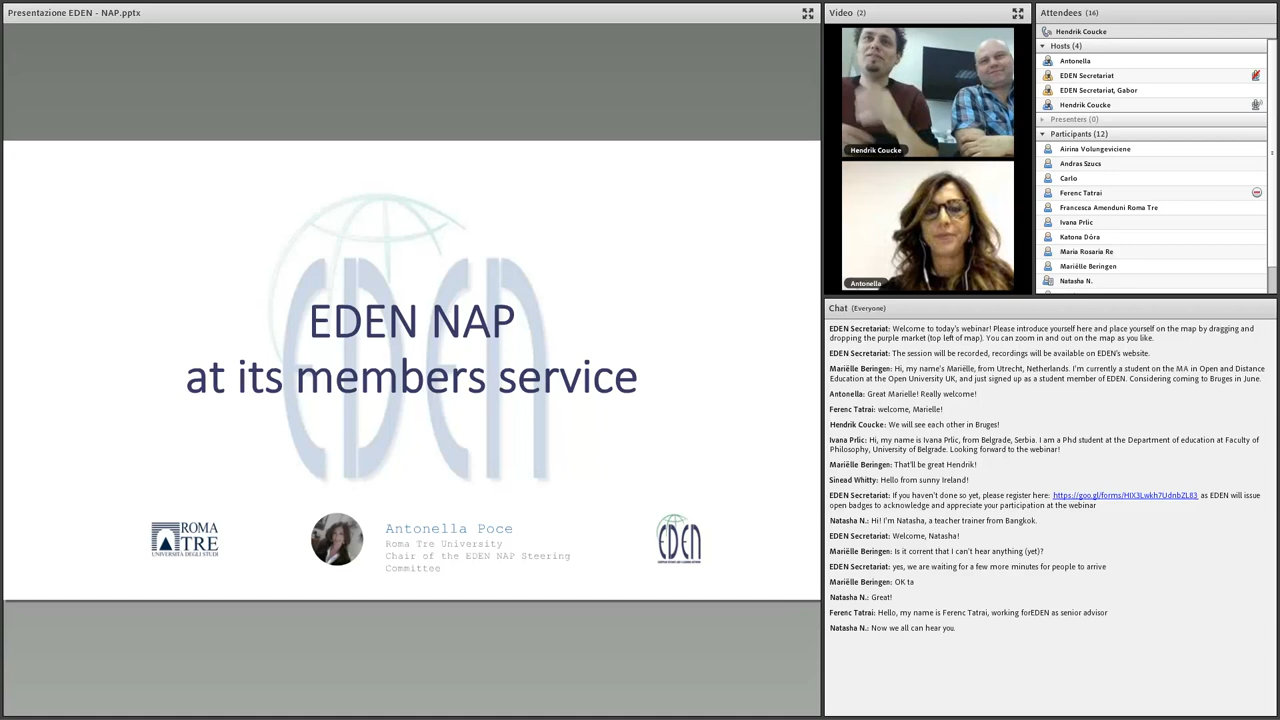 Presentazione EDEN - NAP.pptx
EDEN
EDEN NAP
at its members service
ROMA
TRE
UNIVERSITÀ DEGLI STUDI
Antonella Poce
Roma Tre University
Chair of the EDEN NAP Steering
Committee
EDEN
Video (2)
Hendrik Coucke
Antonella
Attendees (16)
Hendrik Coucke
Hosts (4)
Antonella
EDEN Secretariat
EDEN Secretariat, Gabor
Hendrik Coucke
Presenters (0)
Participants (12)
Airina Volungeviciene
Andras Szucs
Carlo
Ferenc Tatrai
Francesca Amenduni Roma Tre
Ivana Prlic
Katona Dóra
Maria Rosaria Re
Mariëlle Beringen
Natasha N.
Chat (Everyone)
EDEN Secretariat: Welcome to today's webinar! Please introduce yourself here and place yourself on the map by dragging and
dropping the purple market (top left of map). You can zoom in and out on the map as you like.
EDEN Secretariat: The session will be recorded, recordings will be available on EDEN's website.
Mariëlle Beringen: Hi, my name's Mariëlle, from Utrecht, Netherlands. I'm currently a student on the MA in Open and Distance
Education at the Open University UK, and just signed up as a student member of EDEN. Considering coming to Bruges in June.
Antonella: Great Marielle! Really welcome!
Ferenc Tatrai: welcome, Marielle!
Hendrik Coucke: We will see each other in Bruges!
Ivana Prlic: Hi, my name is Ivana Prlic, from Belgrade, Serbia. I am a Phd student at the Department of education at Faculty of
Philosophy, University of Belgrade. Looking forward to the webinar!
Mariëlle Beringen: That'll be great Hendrik!
Sinead Whitty: Hello from sunny Ireland!
EDEN Secretariat: If you haven't done so yet, please register here: https://goo.gl/forms/HIX3Lwkh7UdnbZL83 as EDEN will issue
open badges to acknowledge and appreciate your participation at the webinar
Natasha N.: Hi! I'm Natasha, a teacher trainer from Bangkok.
EDEN Secretariat: Welcome, Natasha!
Mariëlle Beringen: Is it corrent that I can't hear anything (yet)?
EDEN Secretariat: yes, we are waiting for a few more minutes for people to arrive
Mariëlle Beringen: OK ta
Natasha N.: Great!
Ferenc Tatrai: Hello, my name is Ferenc Tatrai, working forEDEN as senior advisor
Natasha N.: Now we all can hear you.